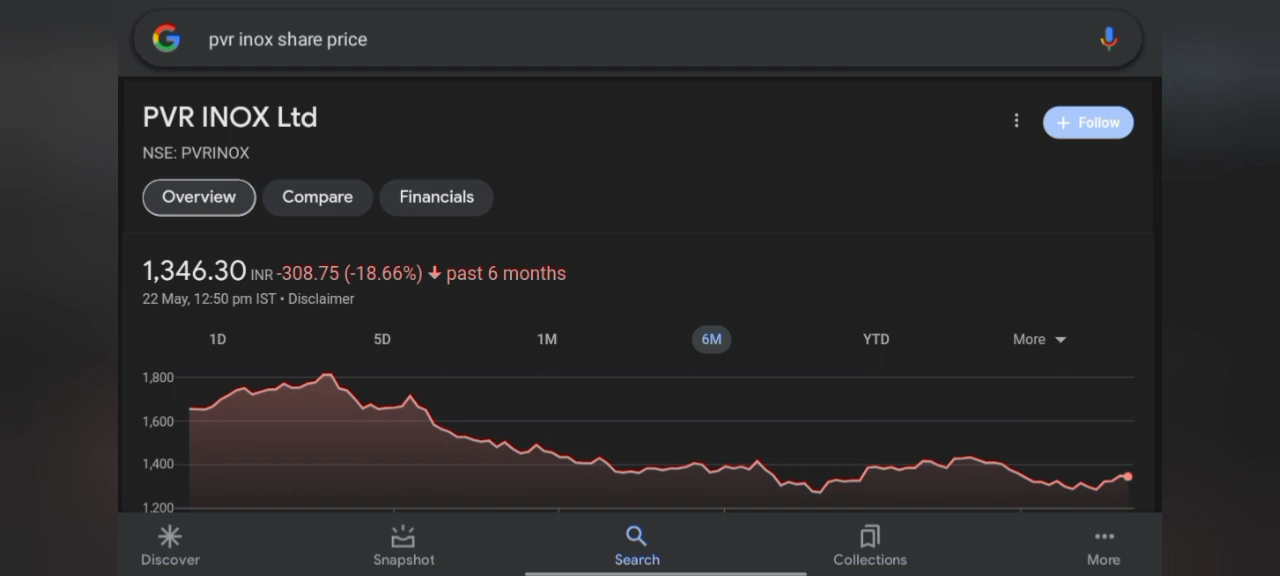 pvr inox share price
PVR INOX Ltd
+ Follow
NSE: PVRINOX
Overview Compare Financials
1,346.30 INR -308.75 (-18.66%) ↓ past 6 months
22 May, 12:50 pm IST • Disclaimer
1D 5D 1M 6M YTD More
1,800
1,600
1,400
1,200
Discover Snapshot Search Collections More